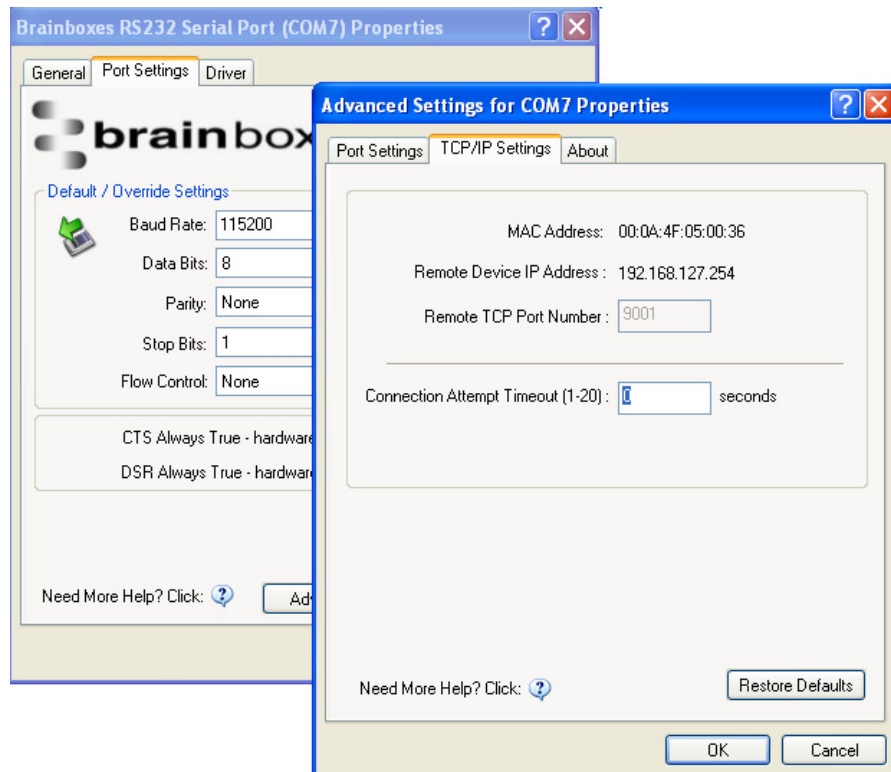 Brainboxes RS232 Serial Port (COM7) Properties
General Port Settings Driver
brainbox
Default / Override Settings
Baud Rate: 115200
Data Bits: 8
Parity: None
Stop Bits: 1
Flow Control: None
CTS Always True - hardware
DSR Always True - hardwar
Need More Help? Click:
Ad
Advanced Settings for COM7 Properties
Port Settings TCP/IP Settings About
MAC Address: 00:0A:4F:05:00:36
Remote Device IP Address : 192.168.127.254
Remote TCP Port Number : 9001
Connection Attempt Timeout (1-20) : 0 seconds
Need More Help? Click:
Restore Defaults
OK Cancel